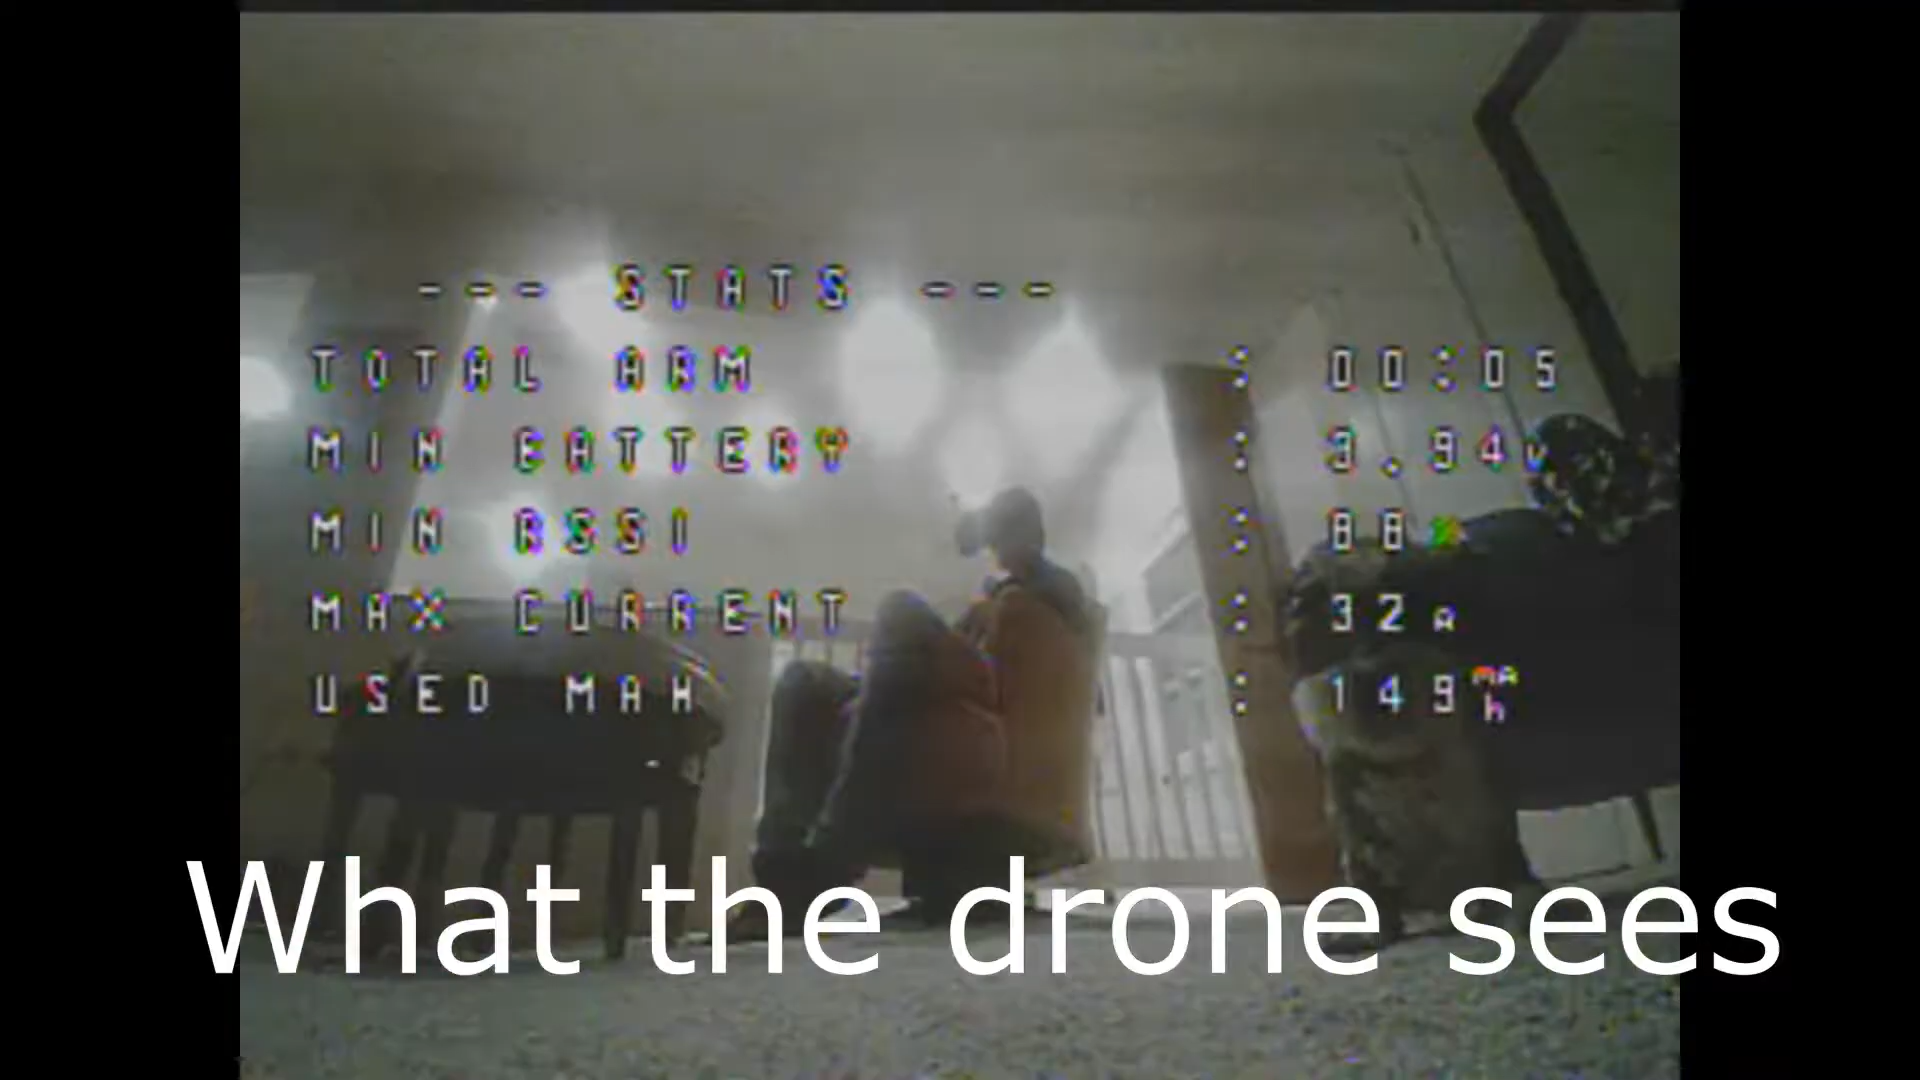 --- STATS ---
TOTAL ARM : 00:05
MIN BATTERY : 3.94V
MIN RSSI : 88%
MAX CURRENT : 32A
USED MAH : 149mAh
What the drone sees